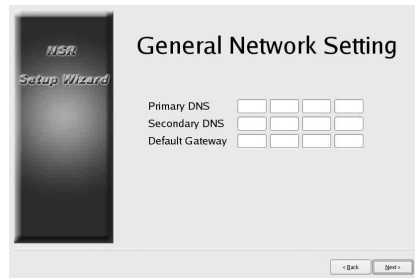 NSR
Setup Wizard
General Network Setting
Primary DNS
Secondary DNS
Default Gateway
< Back
Next >